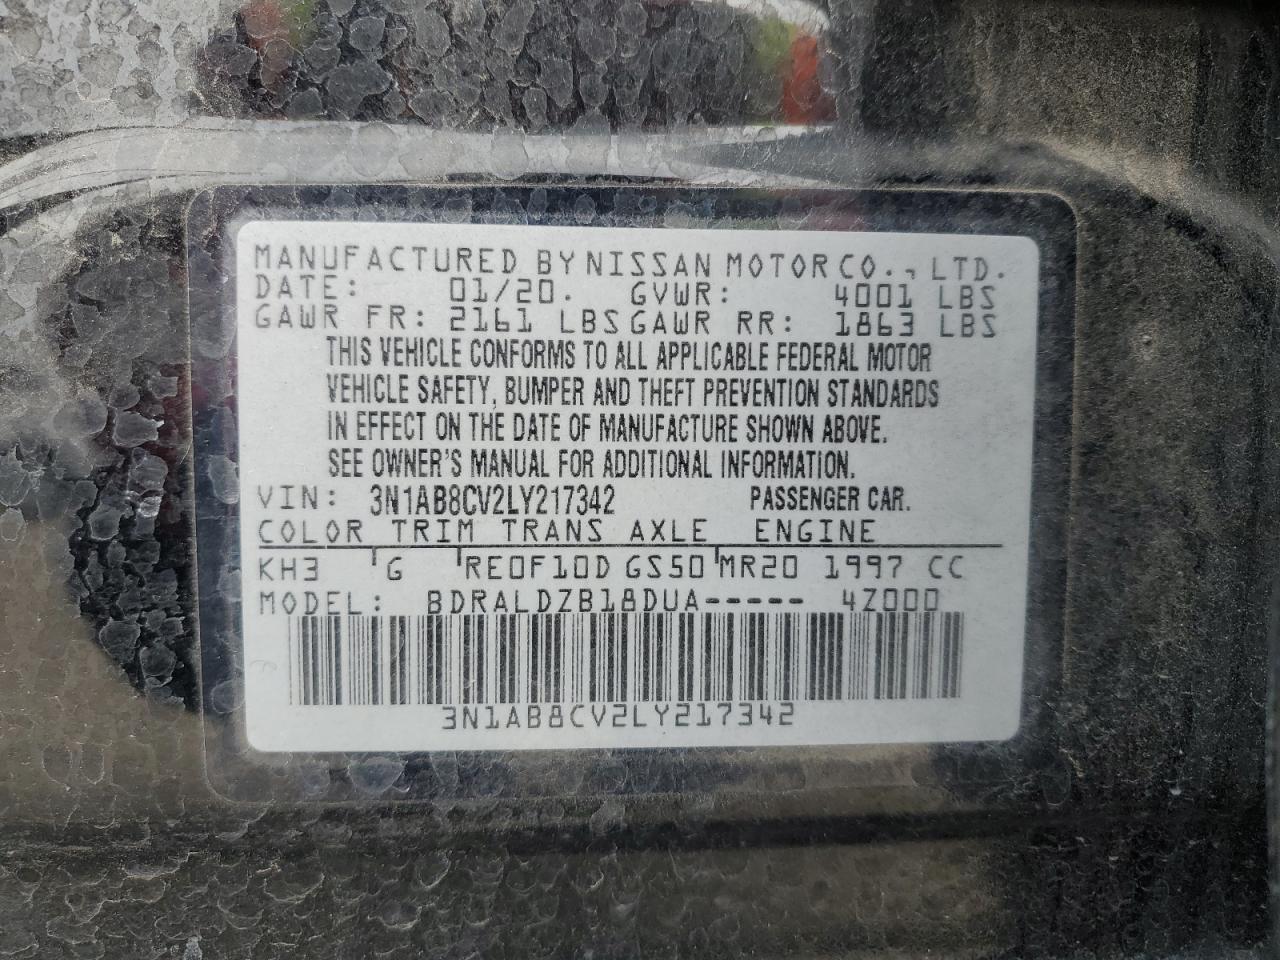 MANUFACTURED BY NISSAN MOTOR CO., LTD.
DATE: 01/20. GVWR: 4001 LBS
GAWR FR: 2161 LBS GAWR RR: 1863 LBS
THIS VEHICLE CONFORMS TO ALL APPLICABLE FEDERAL MOTOR
VEHICLE SAFETY, BUMPER AND THEFT PREVENTION STANDARDS
IN EFFECT ON THE DATE OF MANUFACTURE SHOWN ABOVE.
SEE OWNER'S MANUAL FOR ADDITIONAL INFORMATION.
VIN: 3N1AB8CV2LY217342 PASSENGER CAR.
COLOR TRIM TRANS AXLE ENGINE
KH3 G RE0F10D GS50 MR20 1997 CC
MODEL: BDRALDZB18DUA----- 4Z000
3N1AB8CV2LY217342